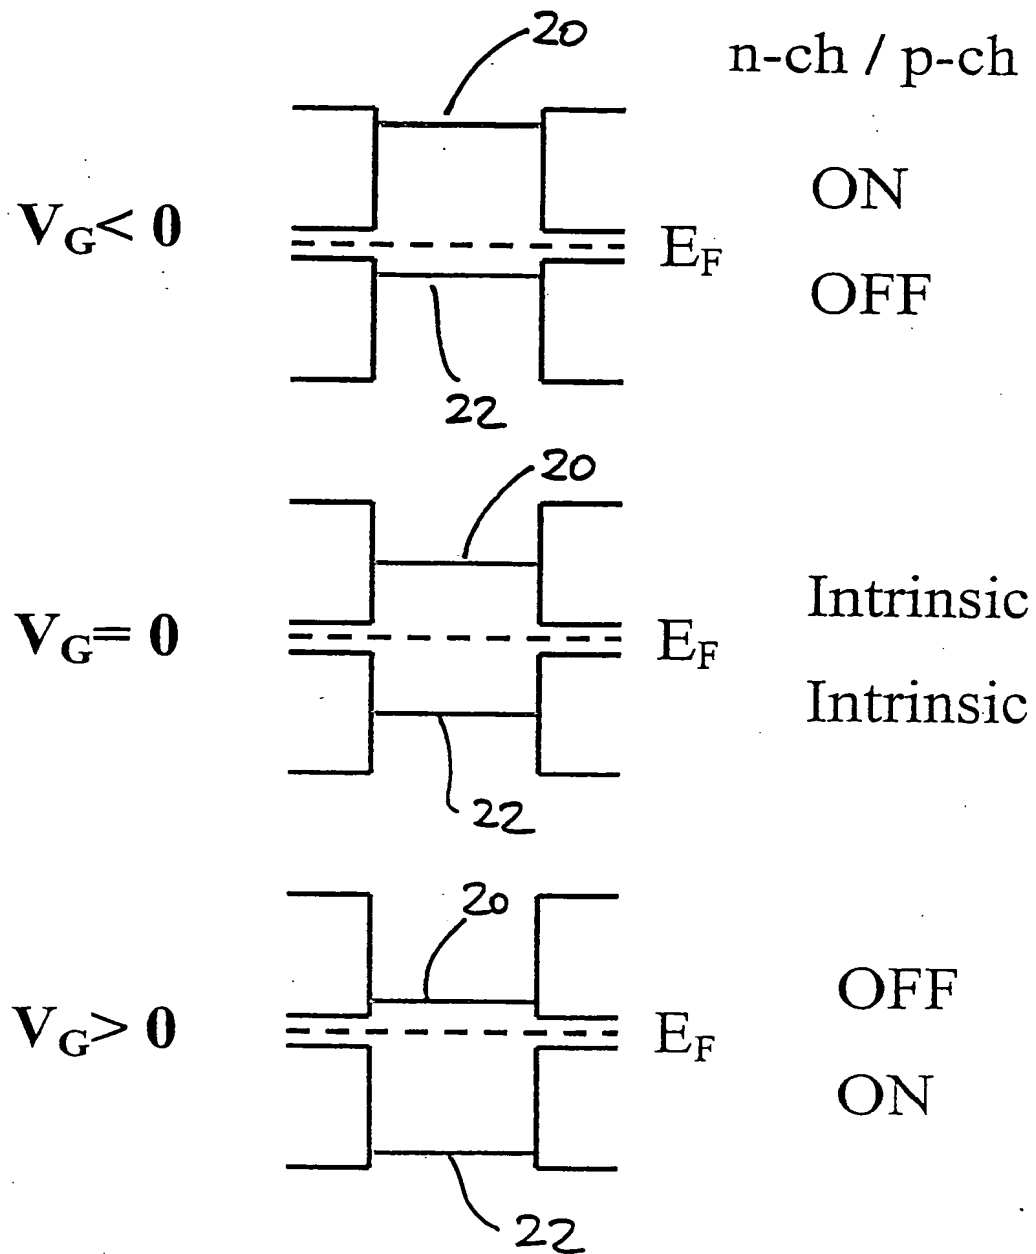 20
n-ch / p-ch
ON
V_G< 0
E_F
OFF
22
20
Intrinsic
V_G= 0
E_F
Intrinsic
22
20
OFF
V_G> 0
E_F
ON
22